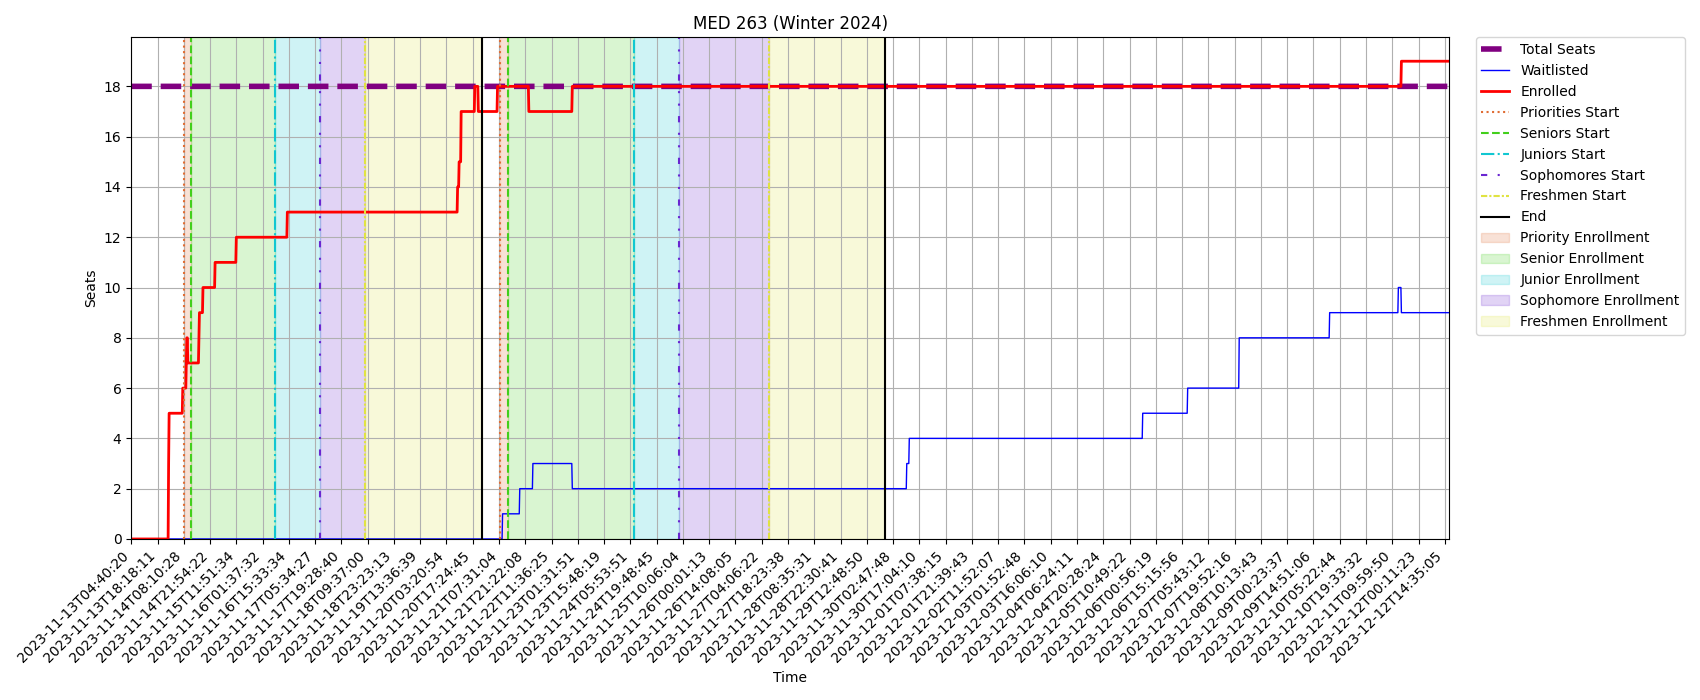 MED 263 (Winter 2024)
Seats
18
16
14
12
10
8
6
4
2
0
2023-11-13T04:40:20
2023-11-13T18:18:11
2023-11-14T08:10:28
2023-11-14T21:54:22
2023-11-15T11:51:34
2023-11-16T01:37:32
2023-11-16T15:33:34
2023-11-17T05:34:27
2023-11-17T19:28:40
2023-11-18T09:37:00
2023-11-18T23:23:13
2023-11-19T13:36:39
2023-11-20T03:20:54
2023-11-20T17:24:45
2023-11-21T07:31:04
2023-11-21T21:22:08
2023-11-22T11:36:25
2023-11-23T01:31:51
2023-11-23T15:48:19
2023-11-24T05:53:51
2023-11-24T19:48:45
2023-11-25T10:06:04
2023-11-26T00:01:13
2023-11-26T14:08:05
2023-11-27T04:06:22
2023-11-27T18:23:38
2023-11-28T08:35:31
2023-11-28T22:30:41
2023-11-29T12:48:50
2023-11-30T02:47:48
2023-11-30T17:04:10
2023-12-01T07:38:15
2023-12-01T21:39:43
2023-12-02T11:52:07
2023-12-03T01:52:48
2023-12-03T16:06:10
2023-12-04T06:24:11
2023-12-04T20:28:24
2023-12-05T10:49:22
2023-12-06T00:56:19
2023-12-06T15:15:56
2023-12-07T05:43:12
2023-12-07T19:52:16
2023-12-08T10:13:43
2023-12-09T00:23:37
2023-12-09T14:51:06
2023-12-10T05:22:44
2023-12-10T19:33:32
2023-12-11T09:59:50
2023-12-12T00:11:23
2023-12-12T14:35:05
Time
Total Seats
Waitlisted
Enrolled
Priorities Start
Seniors Start
Juniors Start
Sophomores Start
Freshmen Start
End
Priority Enrollment
Senior Enrollment
Junior Enrollment
Sophomore Enrollment
Freshmen Enrollment